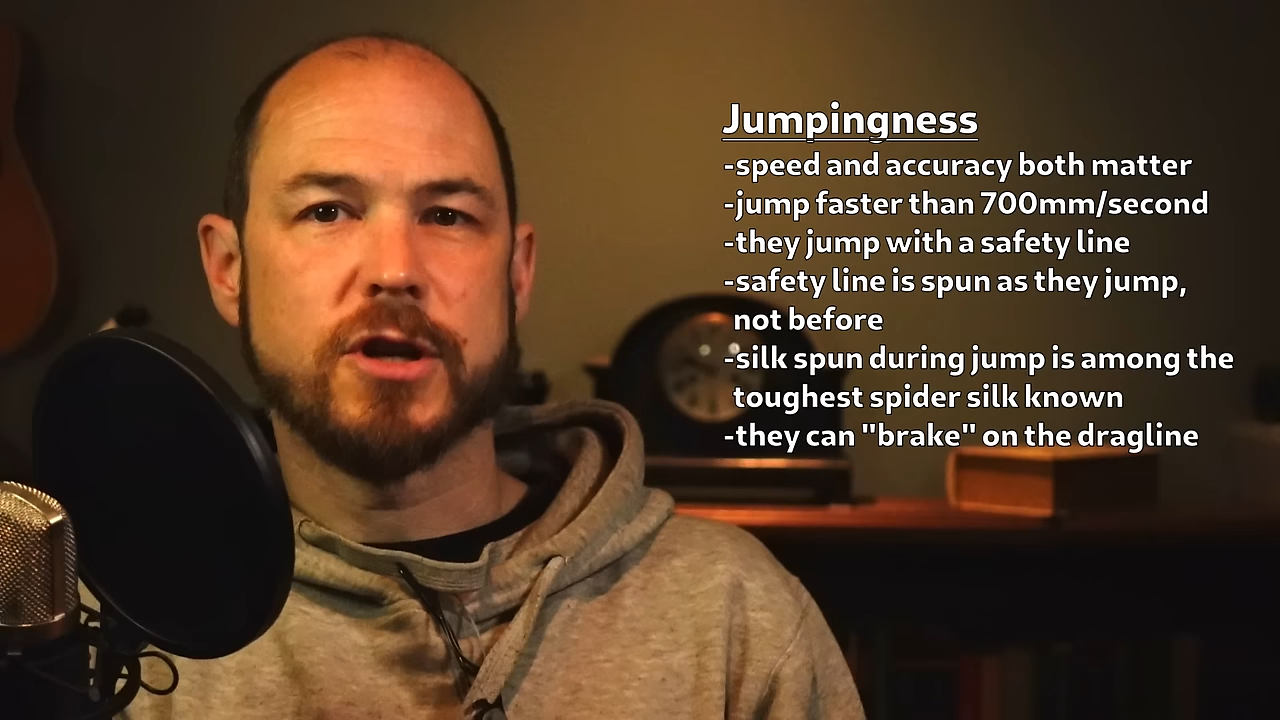 Jumpingness
-speed and accuracy both matter
-jump faster than 700mm/second
-they jump with a safety line
-safety line is spun as they jump,
not before
-silk spun during jump is among the
toughest spider silk known
-they can "brake" on the dragline